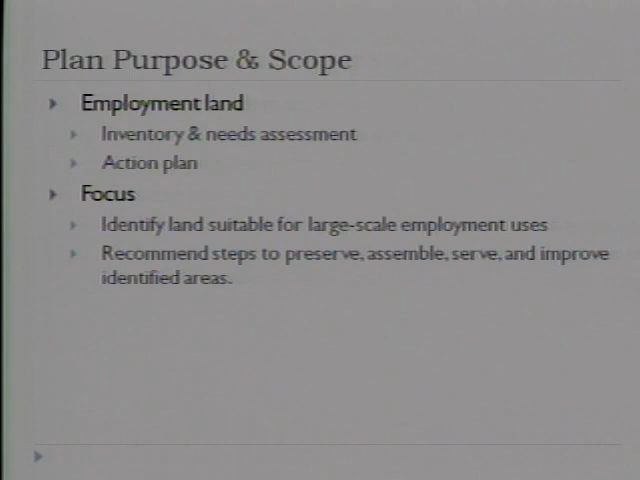 Plan Purpose & Scope
Employment land
Inventory & needs assessment
Action plan
Focus
Identify land suitable for large-scale employment uses
Recommend steps to preserve, assemble, serve, and improve
identified areas.